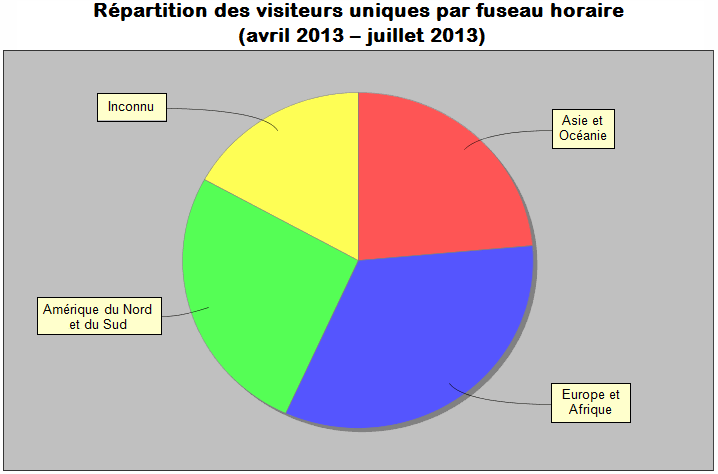 Répartition des visiteurs uniques par fuseau horaire
(avril 2013 – juillet 2013)
Inconnu
Asie et
Océanie
Amérique du Nord
et du Sud
Europe et
Afrique